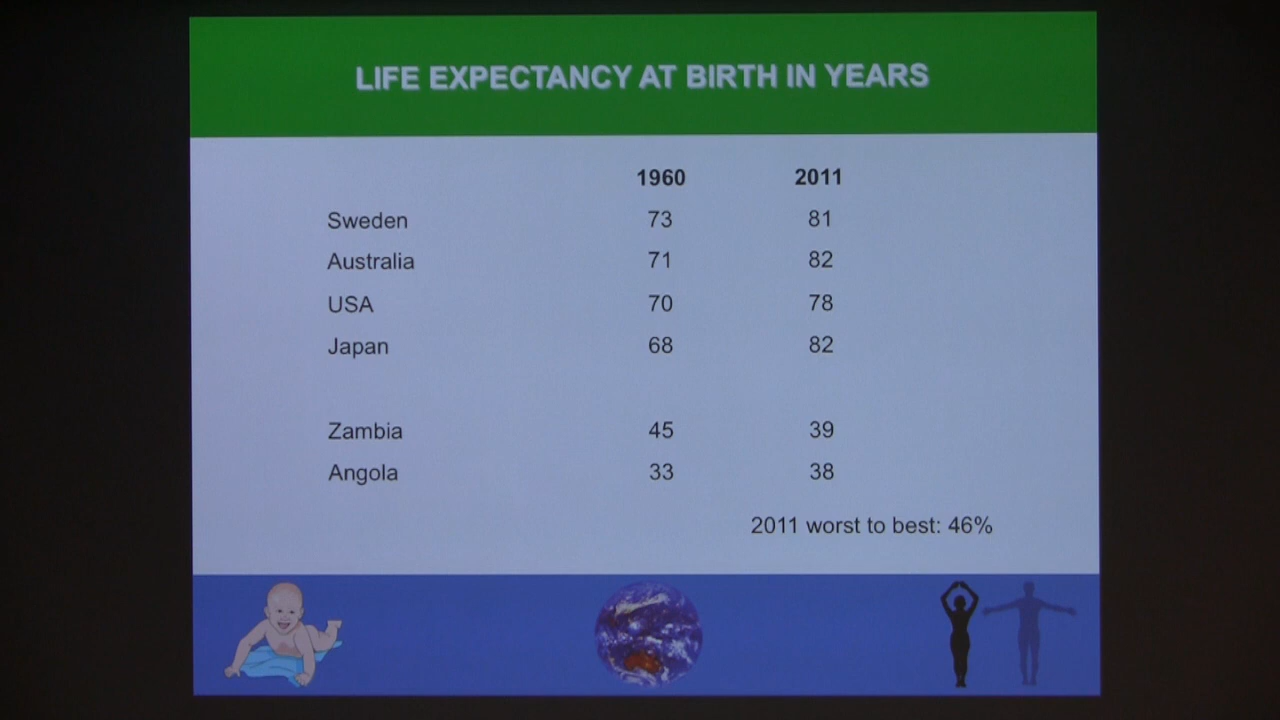 LIFE EXPECTANCY AT BIRTH IN YEARS
1960 2011
Sweden 73 81
Australia 71 82
USA 70 78
Japan 68 82
Zambia 45 39
Angola 33 38
2011 worst to best: 46%